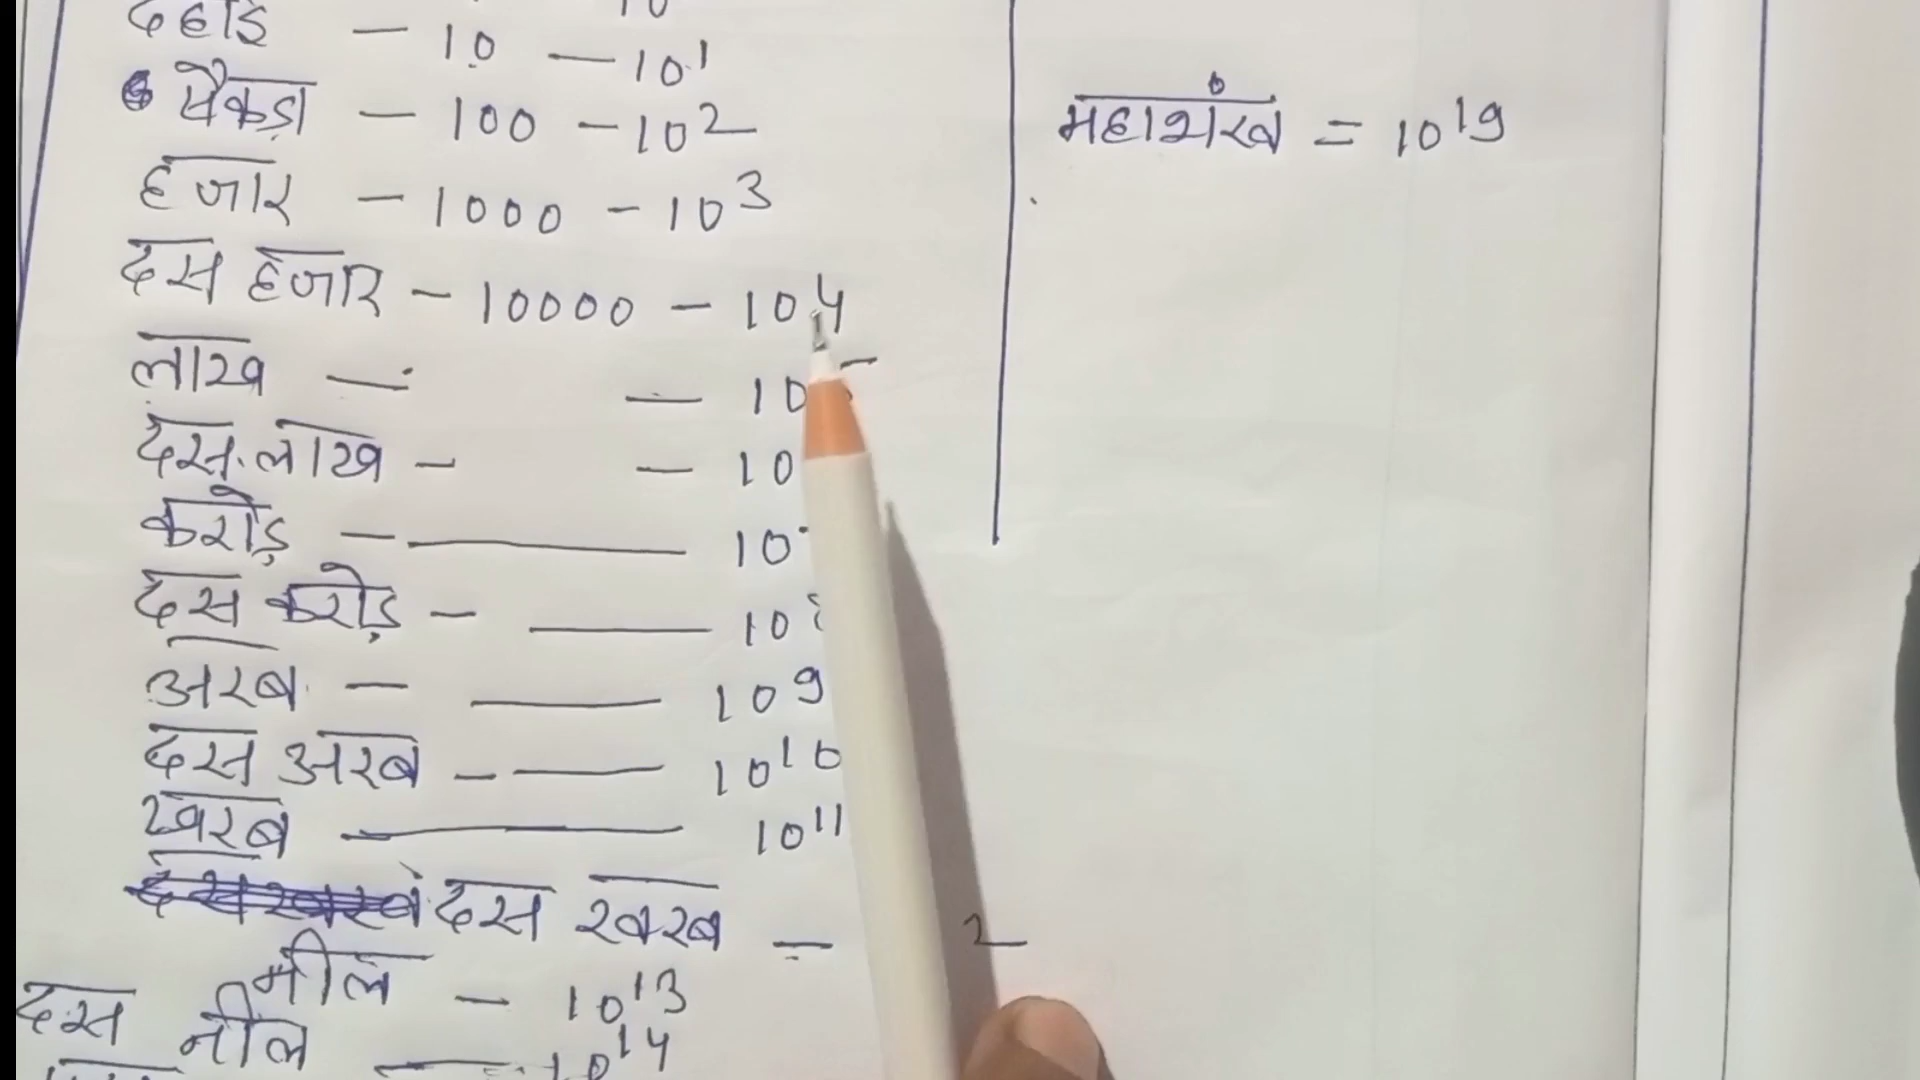 दहाई — 10 — 10¹
सैकड़ा — 100 — 10²
हजार — 1000 — 10³
दस हजार — 10000 — 10⁴
लाख — — 10
दस लाख — — 10
करोड़ — 10
दस करोड़ — 10
अरब — 10⁹
दस अरब — 10¹⁰
खरब — 10¹¹
दस खरब — 2
नील — 10¹³
दस नील — 10¹⁴
महाशंख = 10¹⁹